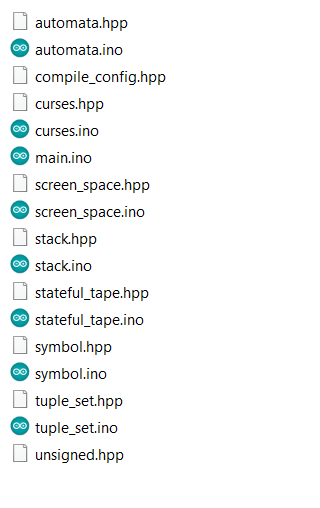 automata.hpp
automata.ino
compile_config.hpp
curses.hpp
curses.ino
main.ino
screen_space.hpp
screen_space.ino
stack.hpp
stack.ino
stateful_tape.hpp
stateful_tape.ino
symbol.hpp
symbol.ino
tuple_set.hpp
tuple_set.ino
unsigned.hpp